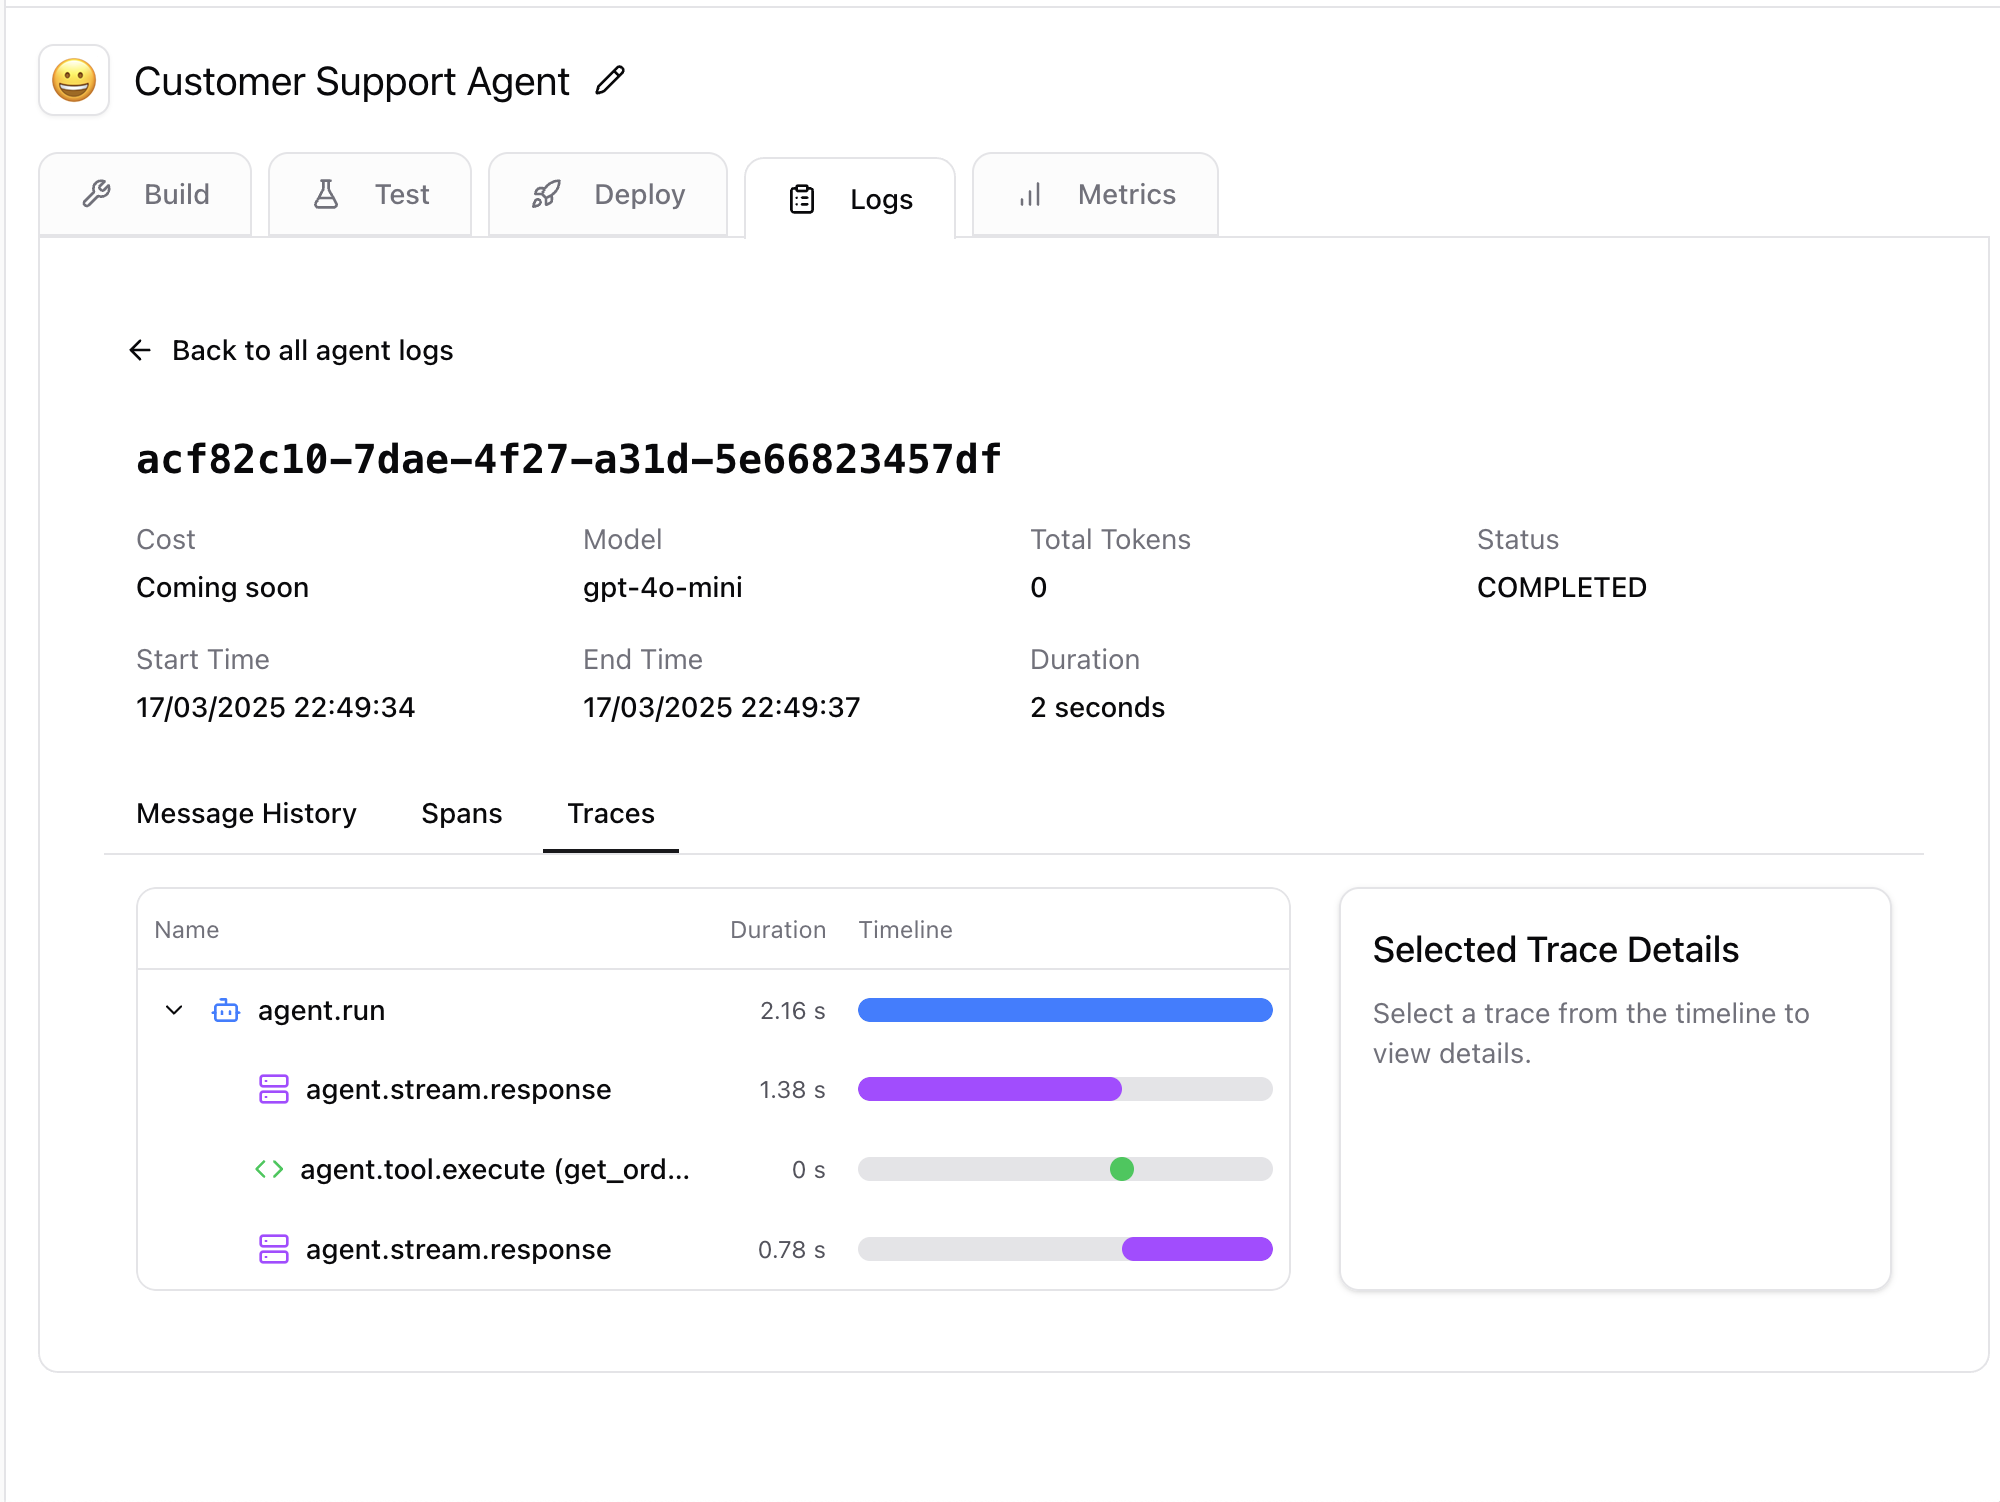 Customer Support Agent
Build
Test
Deploy
Logs
Metrics
Back to all agent logs
acf82c10-7dae-4f27-a31d-5e66823457df
Cost
Model
Total Tokens
Status
Coming soon
gpt-4o-mini
0
COMPLETED
Start Time
End Time
Duration
17/03/2025 22:49:34
17/03/2025 22:49:37
2 seconds
Message History
Spans
Traces
Name
Duration
Timeline
agent.run
2.16 s
agent.stream.response
1.38 s
agent.tool.execute (get_ord...
0 s
agent.stream.response
0.78 s
Selected Trace Details
Select a trace from the timeline to
view details.